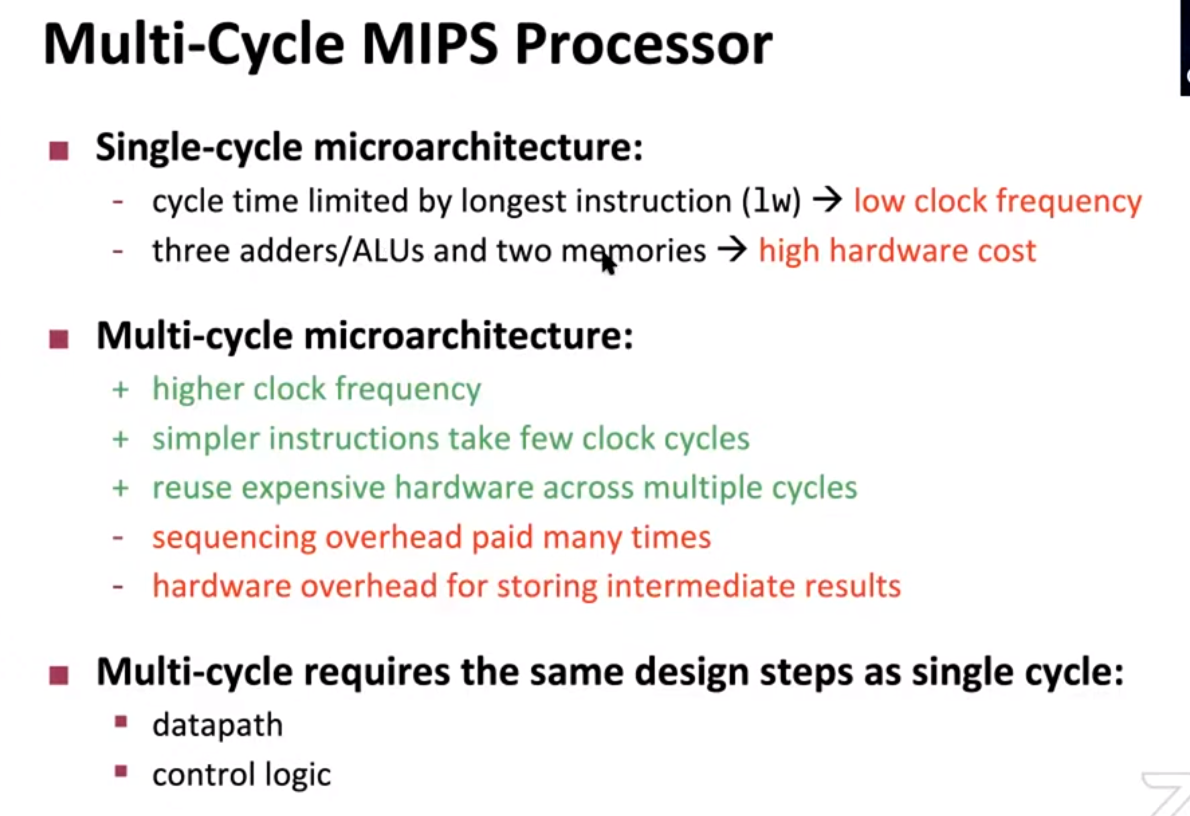 Multi-Cycle MIPS Processor
■ Single-cycle microarchitecture:
- cycle time limited by longest instruction (lw) → low clock frequency
- three adders/ALUs and two memories → high hardware cost
■ Multi-cycle microarchitecture:
+ higher clock frequency
+ simpler instructions take few clock cycles
+ reuse expensive hardware across multiple cycles
- sequencing overhead paid many times
- hardware overhead for storing intermediate results
■ Multi-cycle requires the same design steps as single cycle:
▪ datapath
▪ control logic